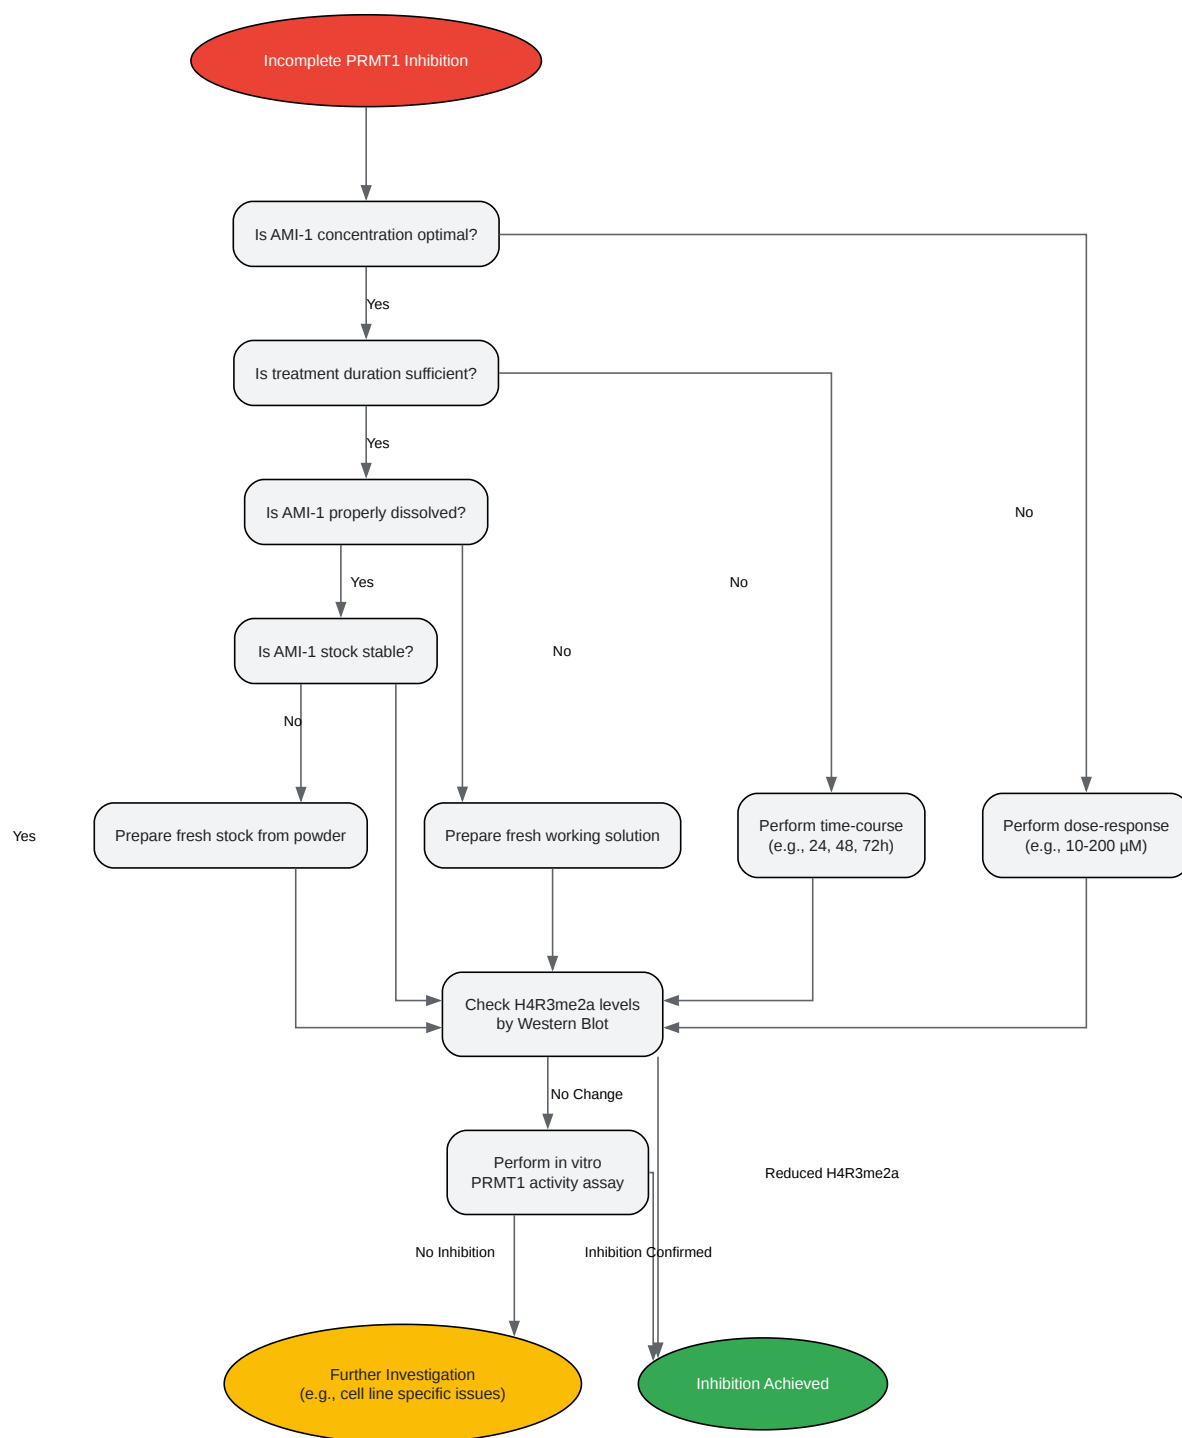 Incomplete PRMT1 Inhibition
Is AMI-1 concentration optimal?
Yes
Is treatment duration sufficient?
Yes
Is AMI-1 properly dissolved?
No
Yes
No
Is AMI-1 stock stable?
No
No
Yes
Prepare fresh stock from powder
Prepare fresh working solution
Perform time-course
(e.g., 24, 48, 72h)
Perform dose-response
(e.g., 10-200 µM)
Check H4R3me2a levels
by Western Blot
No Change
Perform in vitro
PRMT1 activity assay
Reduced H4R3me2a
No Inhibition
Inhibition Confirmed
Further Investigation
(e.g., cell line specific issues)
Inhibition Achieved